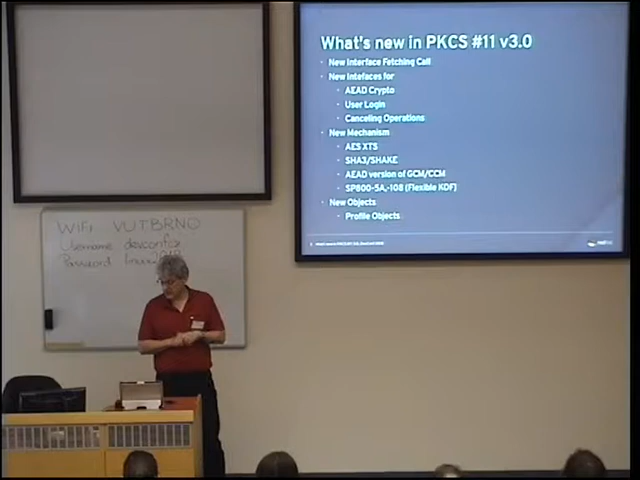 What's new in PKCS #11 v3.0
New Interface Fetching Call
New Intefaces for
AEAD Crypto
User Login
Canceling Operations
New Mechanism
AES XTS
SHA3/SHAKE
AEAD version of GCM/CCM
SP800-5A,-108 (Flexible KDF)
New Objects
Profile Objects
WiFi VUTBRNO
Username devconfcz
Password